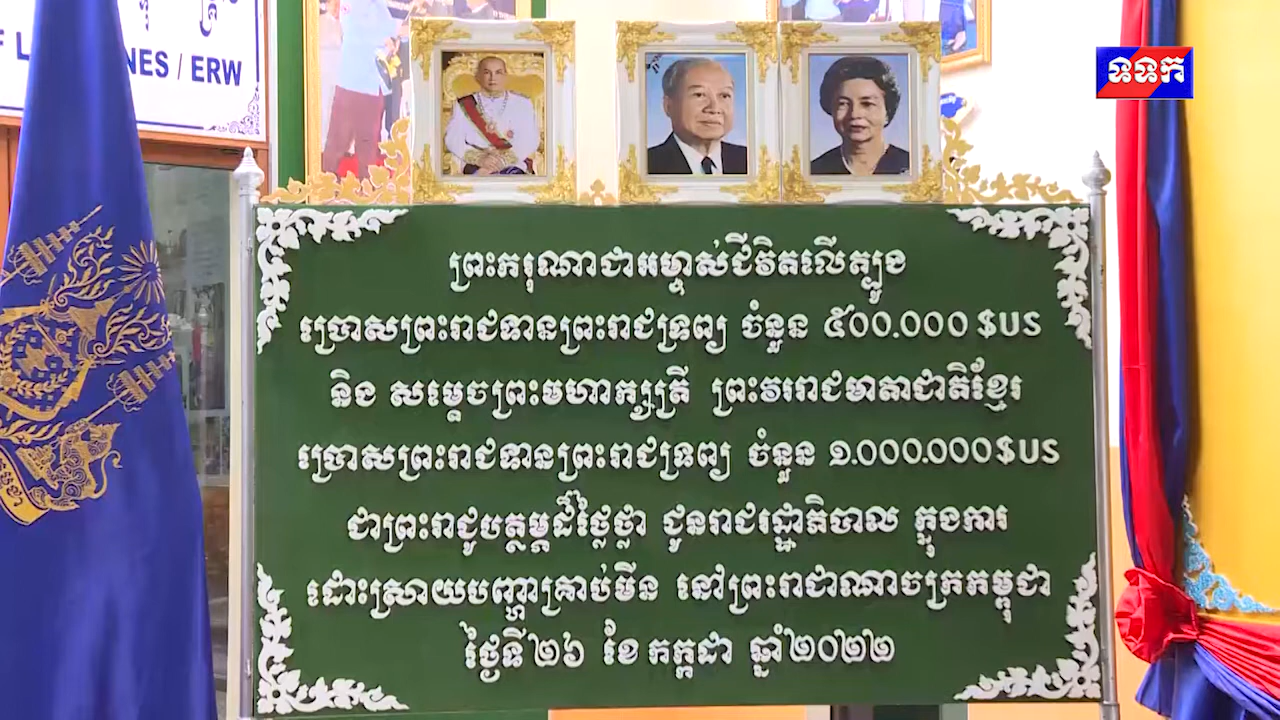 NES / ERW
ទទក
ព្រះករុណាជាអម្ចាស់ជីវិតលើត្បូង
ប្រោសព្រះរាជទានព្រះរាជទ្រព្យ ចំនួន ៥០០.០០០ $US
និង សម្តេចព្រះមហាក្សត្រី ព្រះវររាជមាតាជាតិខ្មែរ
ប្រោសព្រះរាជទានព្រះរាជទ្រព្យ ចំនួន ១.០០០.០០០$US
ជាព្រះរាជូបត្ថម្ភដ៏ថ្លៃថ្លា ជូនរាជរដ្ឋាភិបាល ក្នុងការ
ដោះស្រាយបញ្ហាគ្រាប់មីន នៅព្រះរាជាណាចក្រកម្ពុជា
ថ្ងៃទី២៦ ខែ កក្កដា ឆ្នាំ២០២២